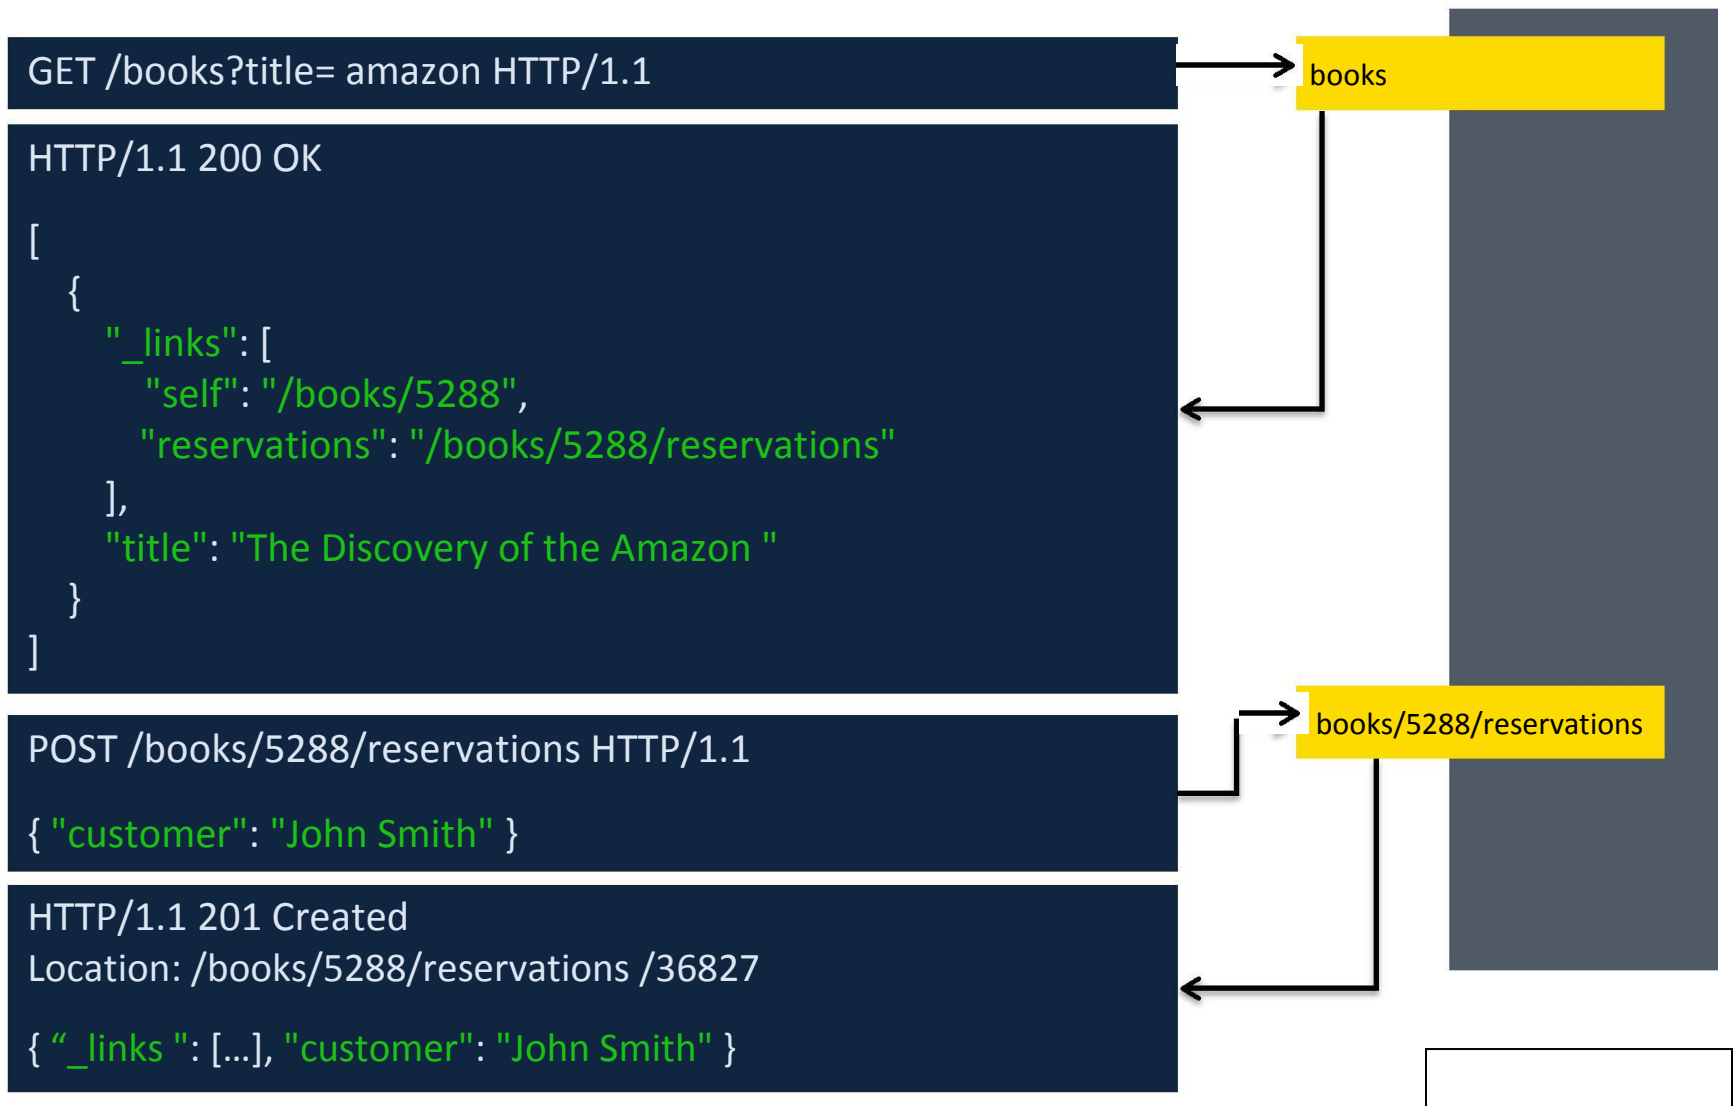 GET /books?title= amazon HTTP/1.1
books
HTTP/1.1 200 OK
[
{
"_links": [
"self": "/books/5288",
"reservations": "/books/5288/reservations"
],
"title": "The Discovery of the Amazon "
}
]
POST /books/5288/reservations HTTP/1.1
books/5288/reservations
{ "customer": "John Smith" }
HTTP/1.1 201 Created
Location: /books/5288/reservations /36827
{ “_links ": [...], "customer": "John Smith" }